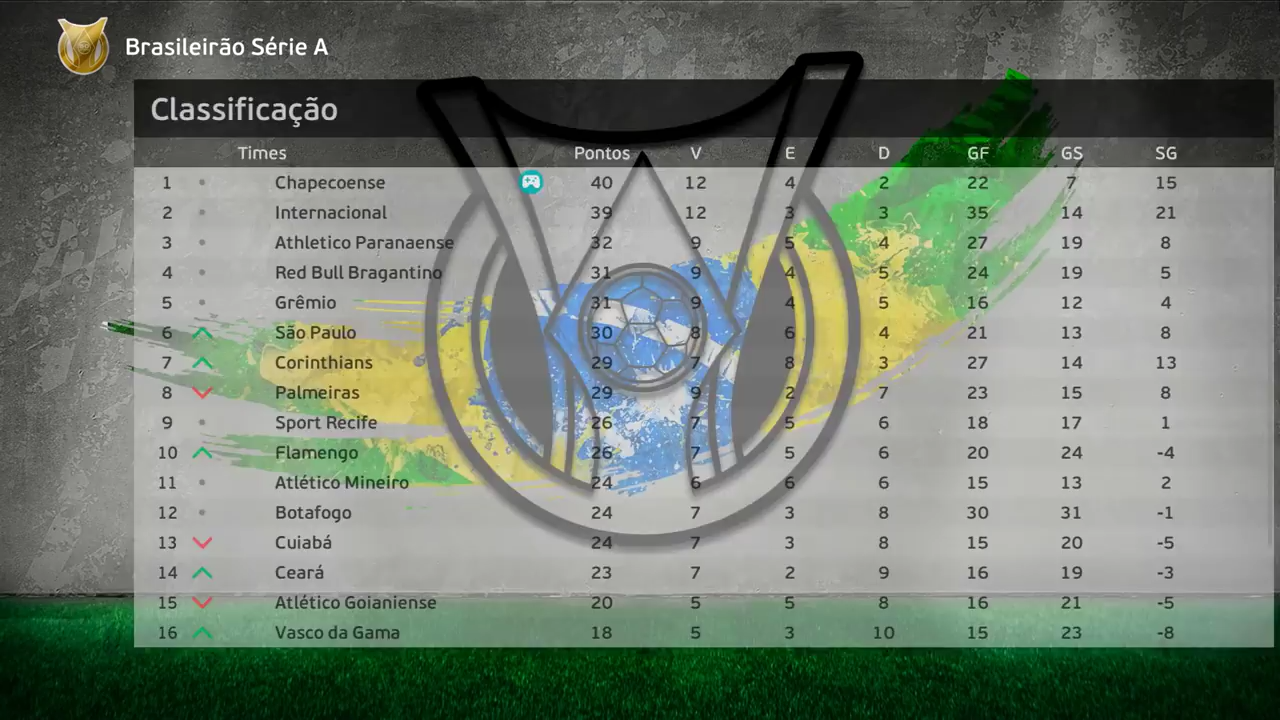 Brasileirão Série A
Classificação
Times Pontos V E D GF GS SG
1 Chapecoense 40 12 4 2 22 7 15
2 Internacional 39 12 3 3 35 14 21
3 Athletico Paranaense 32 9 5 4 27 19 8
4 Red Bull Bragantino 31 9 4 5 24 19 5
5 Grêmio 31 9 4 5 16 12 4
6 São Paulo 30 8 6 4 21 13 8
7 Corinthians 29 7 8 3 27 14 13
8 Palmeiras 29 9 2 7 23 15 8
9 Sport Recife 26 7 5 6 18 17 1
10 Flamengo 26 7 5 6 20 24 -4
11 Atlético Mineiro 24 6 6 6 15 13 2
12 Botafogo 24 7 3 8 30 31 -1
13 Cuiabá 24 7 3 8 15 20 -5
14 Ceará 23 7 2 9 16 19 -3
15 Atlético Goianiense 20 5 5 8 16 21 -5
16 Vasco da Gama 18 5 3 10 15 23 -8